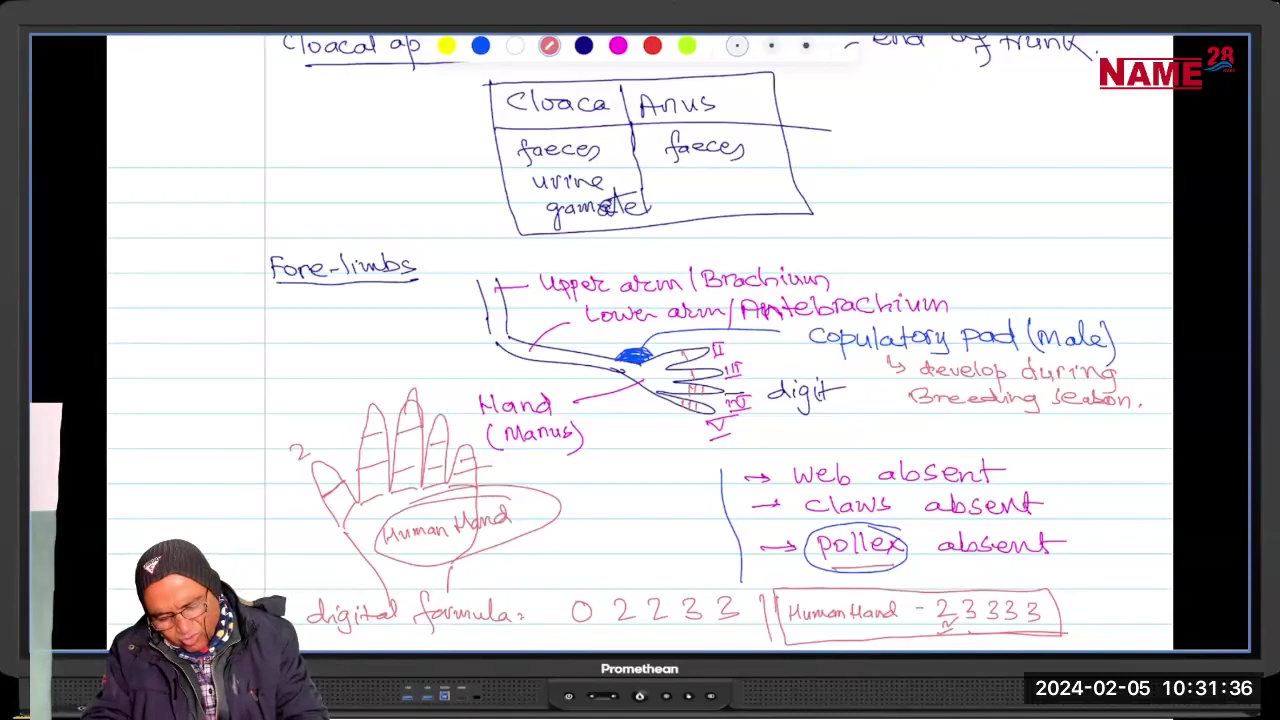 Cloacal ap
- end of trunk.
NAME 28
Cloaca | Anus
faeces faeces
urine
gametes
Fore-limbs
Upper arm/Brachium
Lower arm/Antebrachium
Copulatory pad (Male)
↳ develop during
Breeding season.
II
III
IV
V
digit
Hand
(Manus)
2
Human Hand
→ web absent
→ claws absent
→ pollex absent
digital formula = 0 2 2 3 3 || Human Hand - 2 3 3 3 3
Promethean
2024-02-05 10:31:36